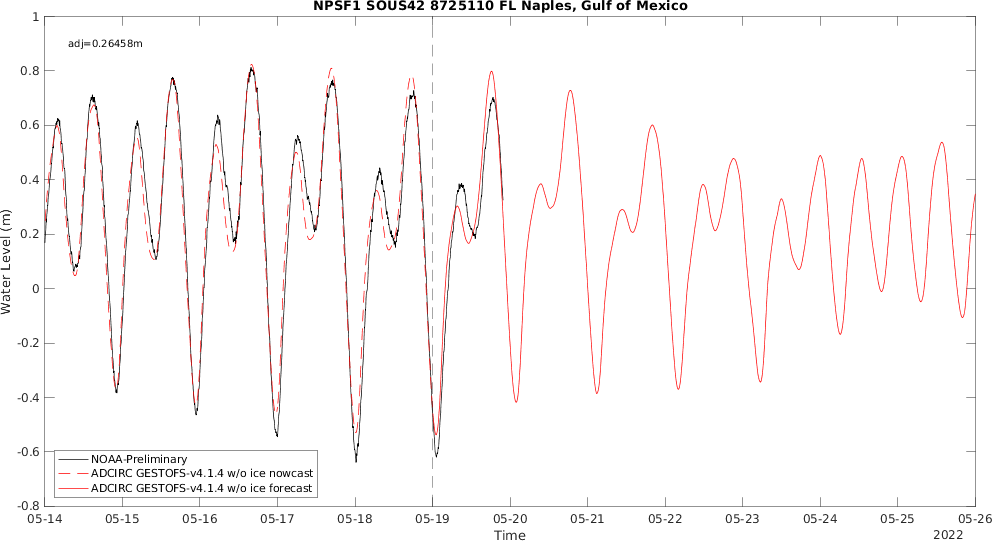 NPSF1 SOUS42 8725110 FL Naples, Gulf of Mexico
adj=0.26458m
1
0.8
0.6
0.4
0.2
0
-0.2
-0.4
-0.6
-0.8
Water Level (m)
NOAA-Preliminary
ADCIRC GESTOFS-v4.1.4 w/o ice nowcast
ADCIRC GESTOFS-v4.1.4 w/o ice forecast
05-14 05-15 05-16 05-17 05-18 05-19 05-20 05-21 05-22 05-23 05-24 05-25 05-26
Time
2022